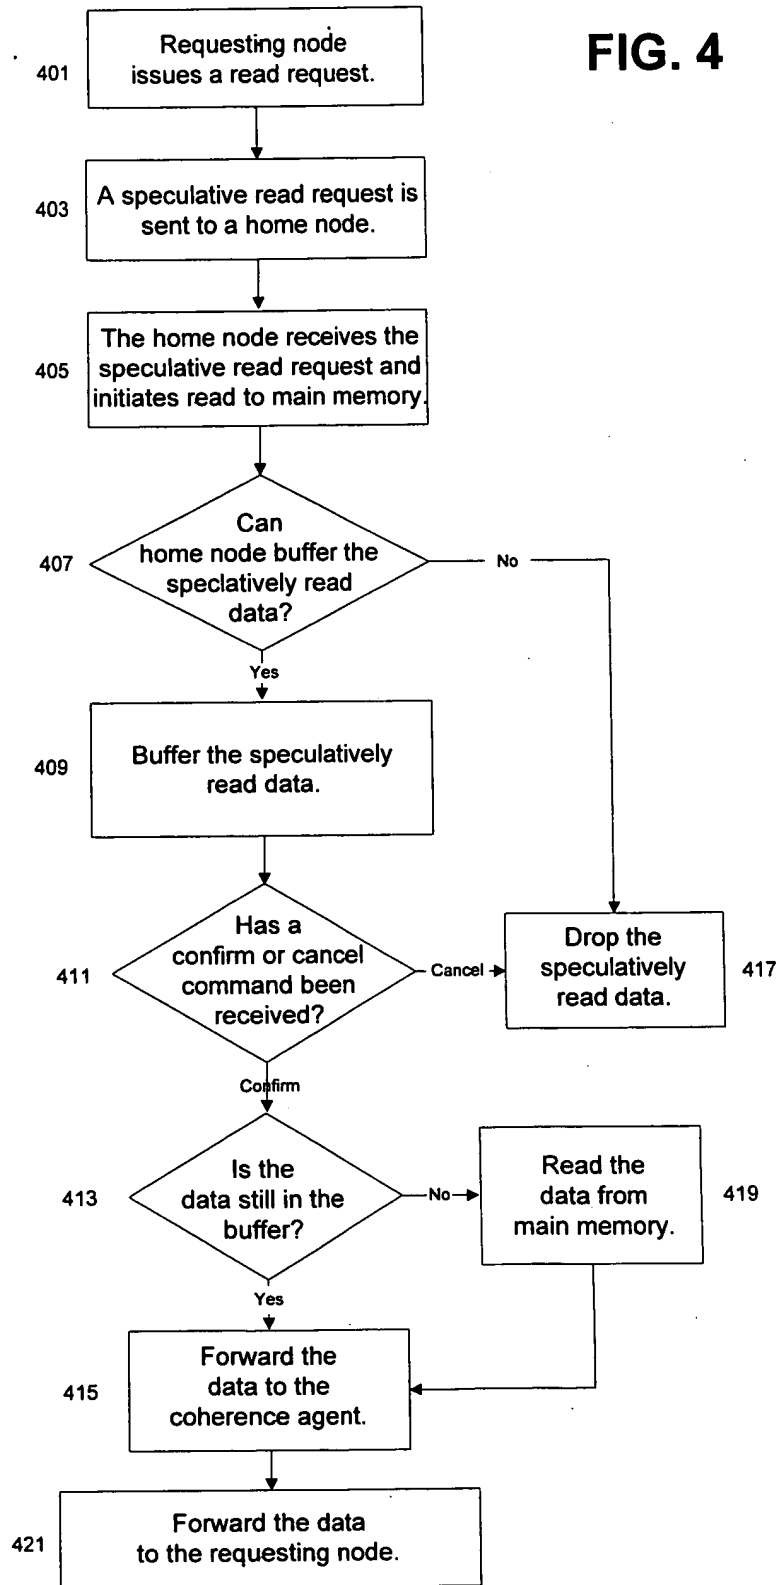 FIG. 4
401
Requesting node
issues a read request.
403
A speculative read request is
sent to a home node.
405
The home node receives the
speculative read request and
initiates read to main memory.
407
Can
home node buffer the
speclatively read
data?
No
Yes
409
Buffer the speculatively
read data.
411
Has a
confirm or cancel
command been
received?
Cancel
Drop the
speculatively
read data.
417
Confirm
413
Is the
data still in the
buffer?
No
Read the
data from
main memory.
419
Yes
415
Forward the
data to the
coherence agent.
421
Forward the data
to the requesting node.